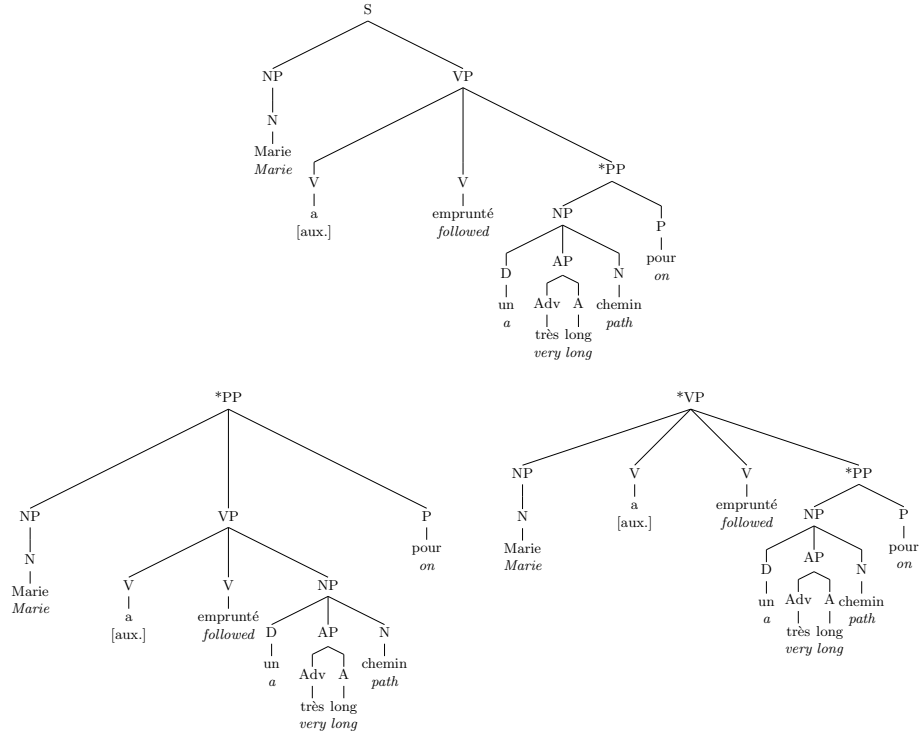 S
NP VP
N
Marie
Marie
*PP
V V
a emprunté
[aux.] followed
NP P
pour
on
D AP N
un Adv A chemin
a path
très long
very long
*PP
NP VP P
N pour
on
Marie
Marie
V V NP
a emprunté
[aux.] followed
D AP N
un chemin
a path
Adv A
très long
very long
*VP
NP V V *PP
a emprunté
[aux.] followed
N NP P
Marie pour
Marie on
D AP N
un Adv A chemin
a path
très long
very long